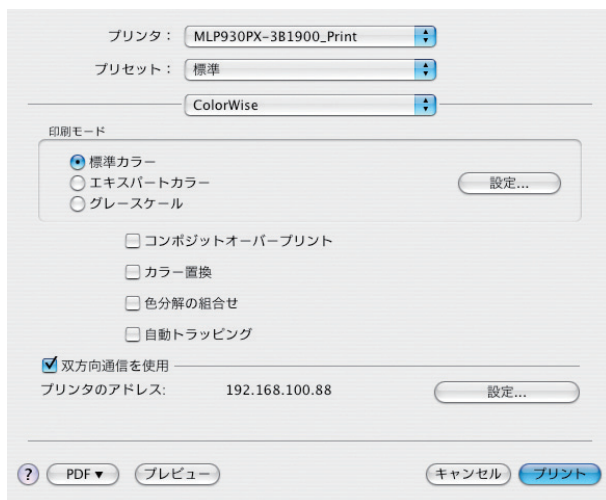 プリンタ： MLP930PX-3B1900_Print
プリセット： 標準
ColorWise
印刷モード
標準カラー
エキスパートカラー
グレースケール
設定...
コンポジットオーバープリント
カラー置換
色分解の組合せ
自動トラッピング
双方向通信を使用
プリンタのアドレス: 192.168.100.88 設定...
? PDF▼ プレビュー キャンセル プリント